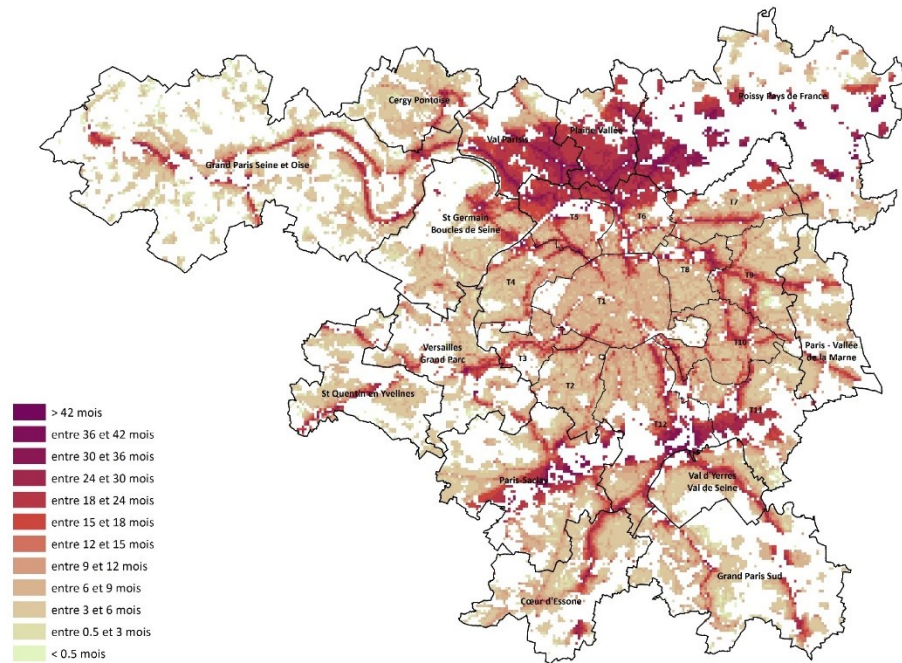 Cergy Pontoise
Roissy Pays de France
Val Parisis
Plaine Vallée
Grand Paris Seine et Oise
St Germain
Boucles de Seine
T5
T6
T7
T8
T9
T4
T1
Versailles
Grand Parc
T3
T2
T10
Paris - Vallée
de la Marne
St Quentin en Yvelines
T12
T11
Paris-Saclay
Val d'Yerres
Val de Seine
Grand Paris Sud
Cœur d'Essone
> 42 mois
entre 36 et 42 mois
entre 30 et 36 mois
entre 24 et 30 mois
entre 18 et 24 mois
entre 15 et 18 mois
entre 12 et 15 mois
entre 9 et 12 mois
entre 6 et 9 mois
entre 3 et 6 mois
entre 0.5 et 3 mois
< 0.5 mois